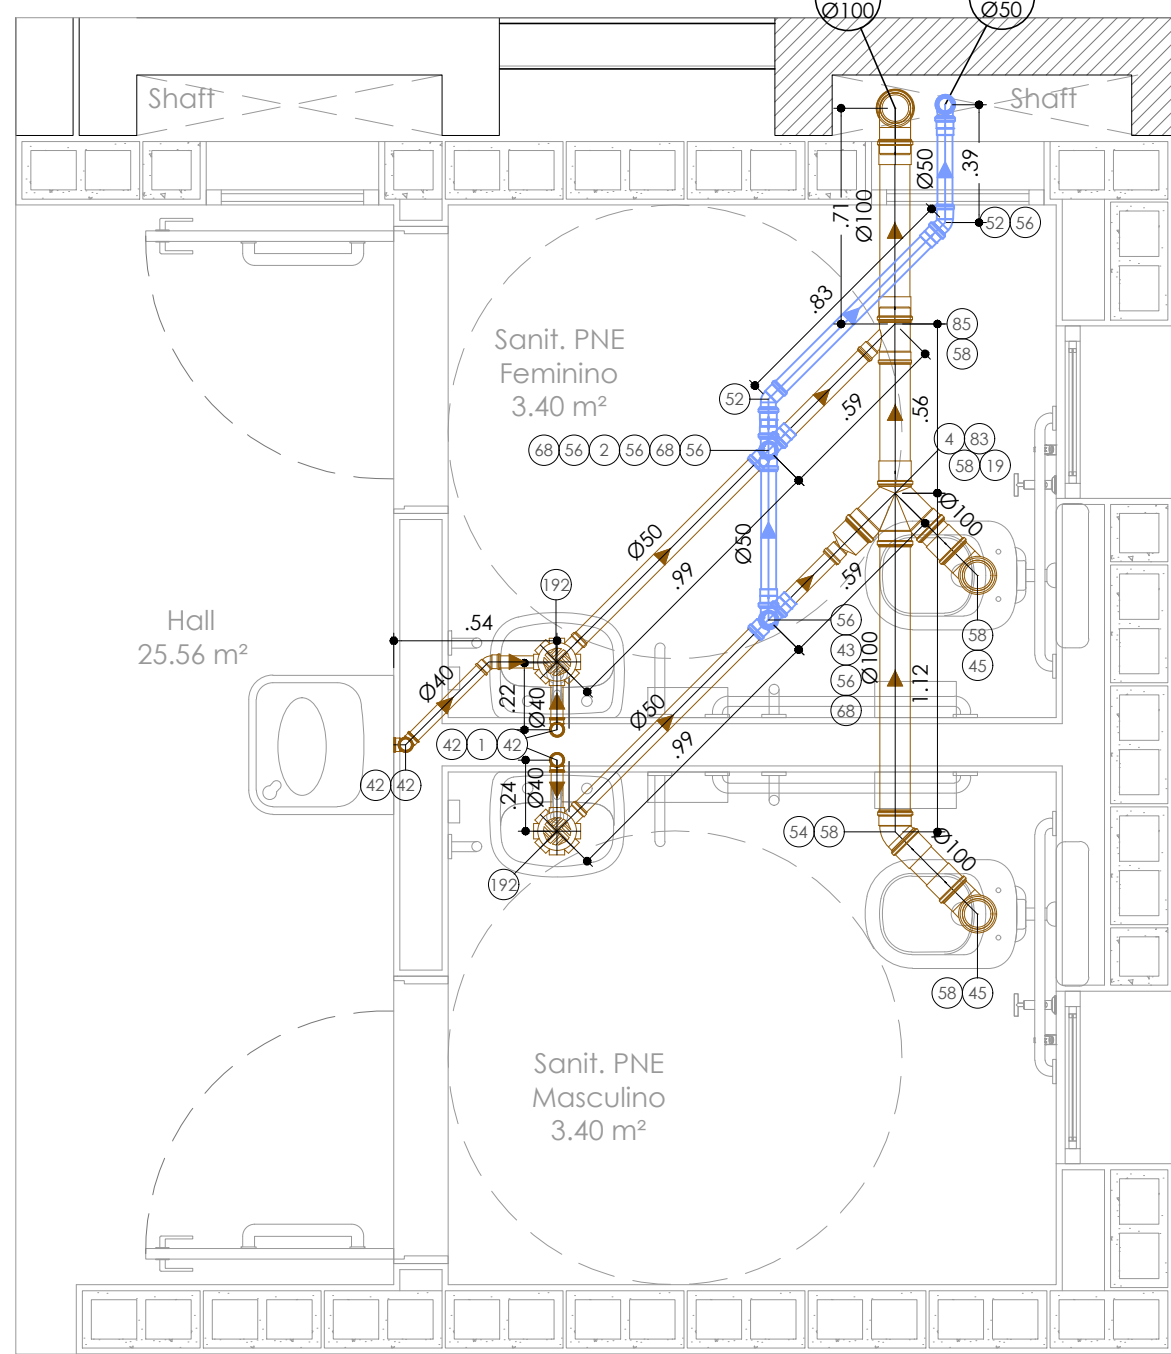 Ø100
Ø50
Shaft
Shaft
Ø50
.39
.71
Ø100
52 56
.83
Sanit. PNE
Feminino
3.40 m²
85
58
52
.59
.56
68 56 2 56 68 56
4 83
58 19
Ø100
Ø50
Ø50
.99
.59
192
Hall
25.56 m²
.54
56
43
56
68
58
45
Ø100
1.12
Ø40
.22
Ø40
Ø50
42 1 42
.99
42 42
.24
Ø40
54 58
Ø100
192
58 45
Sanit. PNE
Masculino
3.40 m²